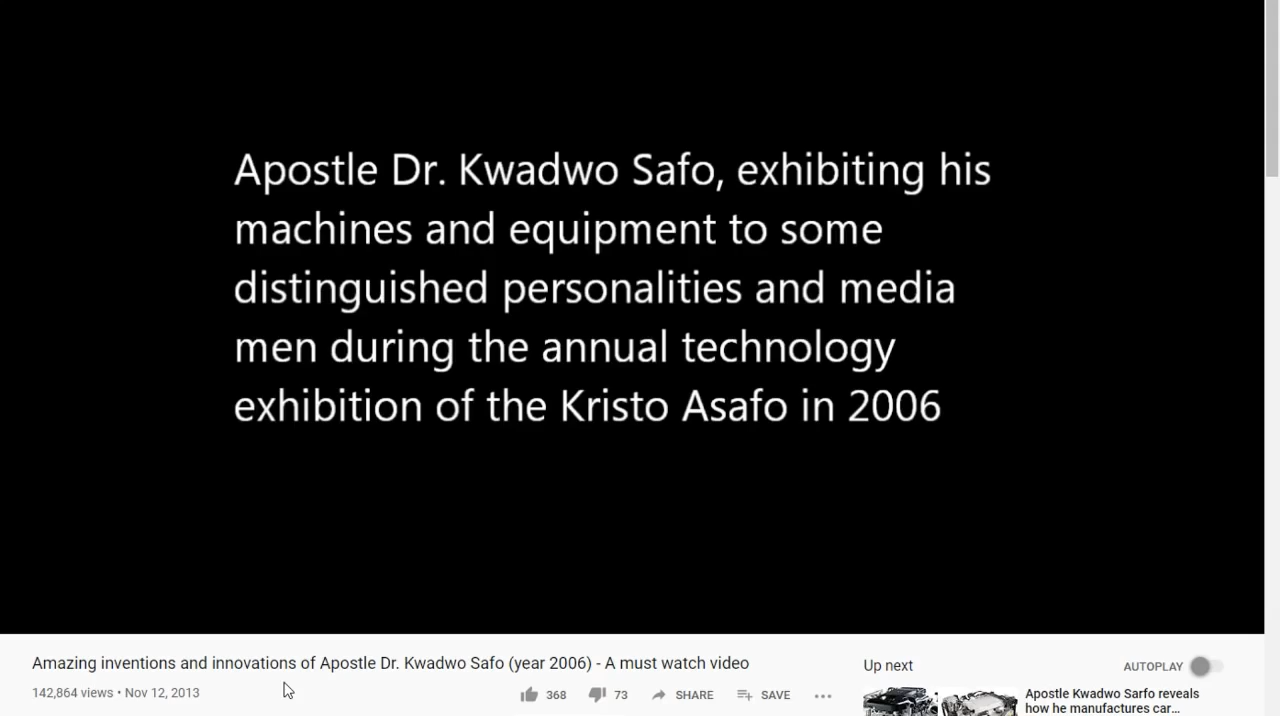 Apostle Dr. Kwadwo Safo, exhibiting his
machines and equipment to some
distinguished personalities and media
men during the annual technology
exhibition of the Kristo Asafo in 2006
Amazing inventions and innovations of Apostle Dr. Kwadwo Safo (year 2006) - A must watch video
142,864 views • Nov 12, 2013
368
73
SHARE
SAVE
Up next
AUTOPLAY
Apostle Kwadwo Sarfo reveals
how he manufactures car…